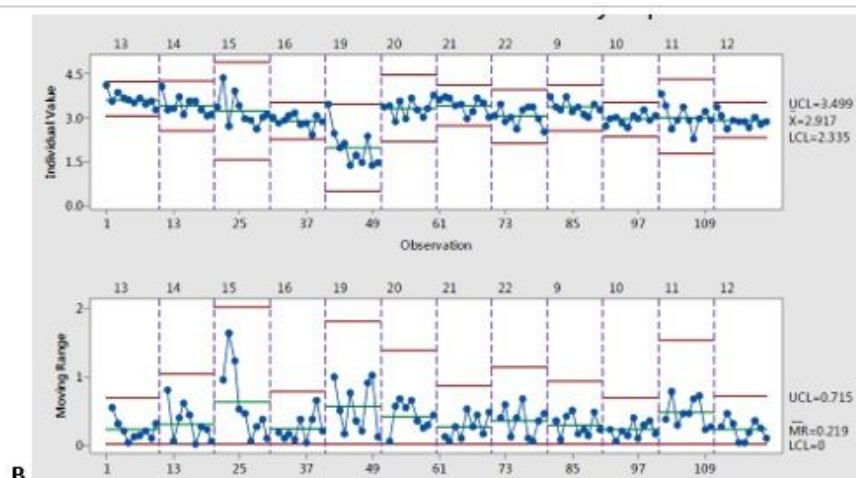 13 14 15 16 19 20 21 22 9 10 11 12
Individual Value
4.5
3.0
1.5
0.0
UCL=3.499
X=2.917
LCL=2.335
1 13 25 37 49 61 73 85 97 109
Observation
13 14 15 16 19 20 21 22 9 10 11 12
Moving Range
2
1
0
UCL=0.715
MR=0.219
LCL=0
B
1 13 25 37 49 61 73 85 97 109